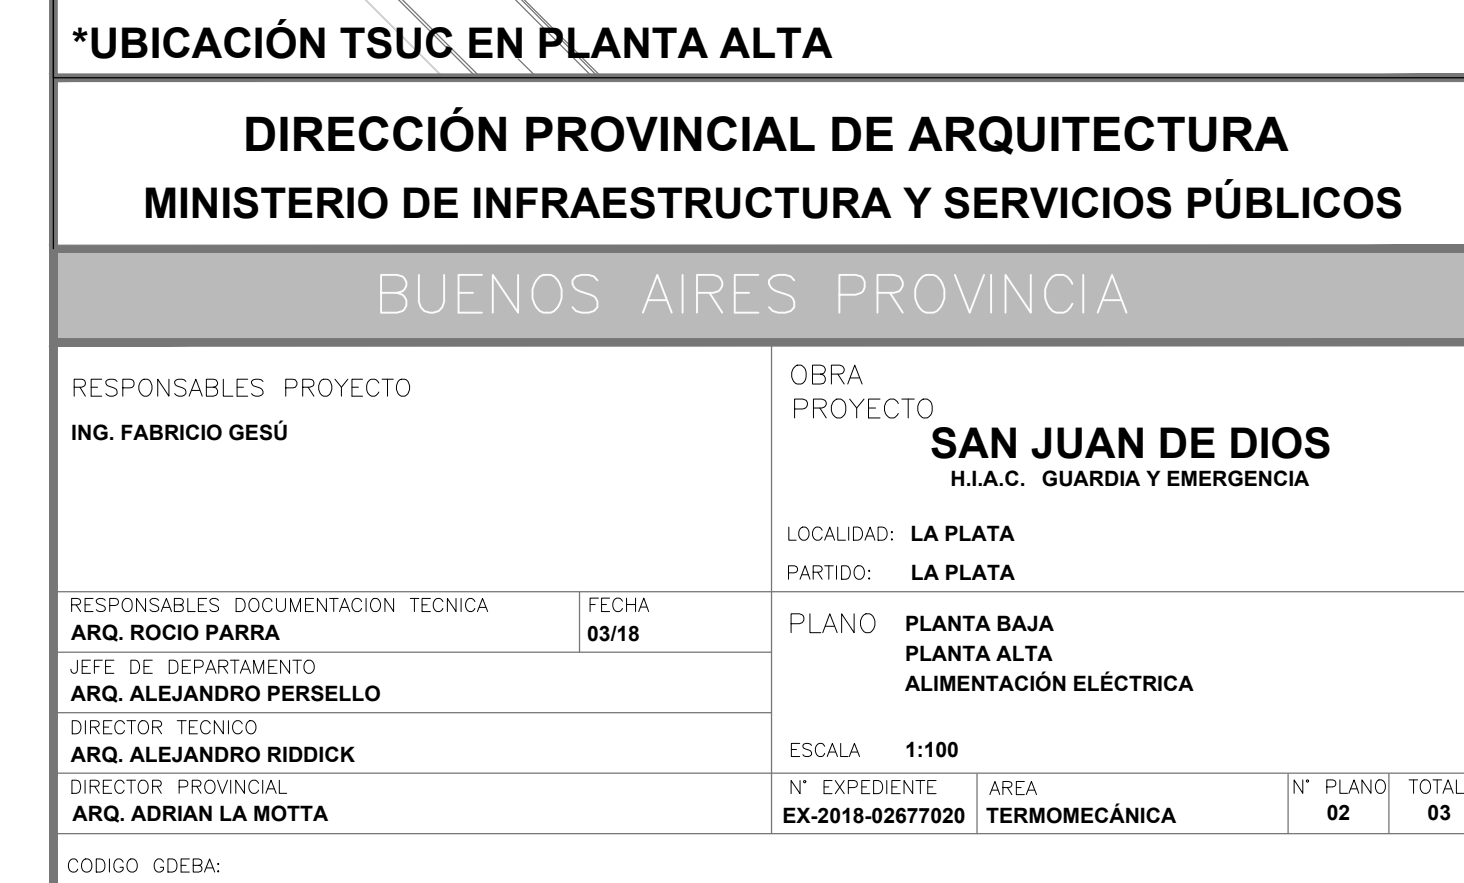 *UBICACIÓN TSUC EN PLANTA ALTA
DIRECCIÓN PROVINCIAL DE ARQUITECTURA
MINISTERIO DE INFRAESTRUCTURA Y SERVICIOS PÚBLICOS
BUENOS AIRES PROVINCIA
RESPONSABLES PROYECTO
ING. FABRICIO GESÚ
OBRA
PROYECTO
SAN JUAN DE DIOS
H.I.A.C. GUARDIA Y EMERGENCIA
LOCALIDAD: LA PLATA
PARTIDO: LA PLATA
RESPONSABLES DOCUMENTACION TECNICA
ARQ. ROCIO PARRA
FECHA
03/18
JEFE DE DEPARTAMENTO
ARQ. ALEJANDRO PERSELLO
DIRECTOR TECNICO
ARQ. ALEJANDRO RIDDICK
DIRECTOR PROVINCIAL
ARQ. ADRIAN LA MOTTA
PLANO PLANTA BAJA
PLANTA ALTA
ALIMENTACIÓN ELÉCTRICA
ESCALA 1:100
N° EXPEDIENTE
EX-2018-02677020
AREA
TERMOMECÁNICA
N° PLANO
02
TOTAL
03
CODIGO GDEBA: